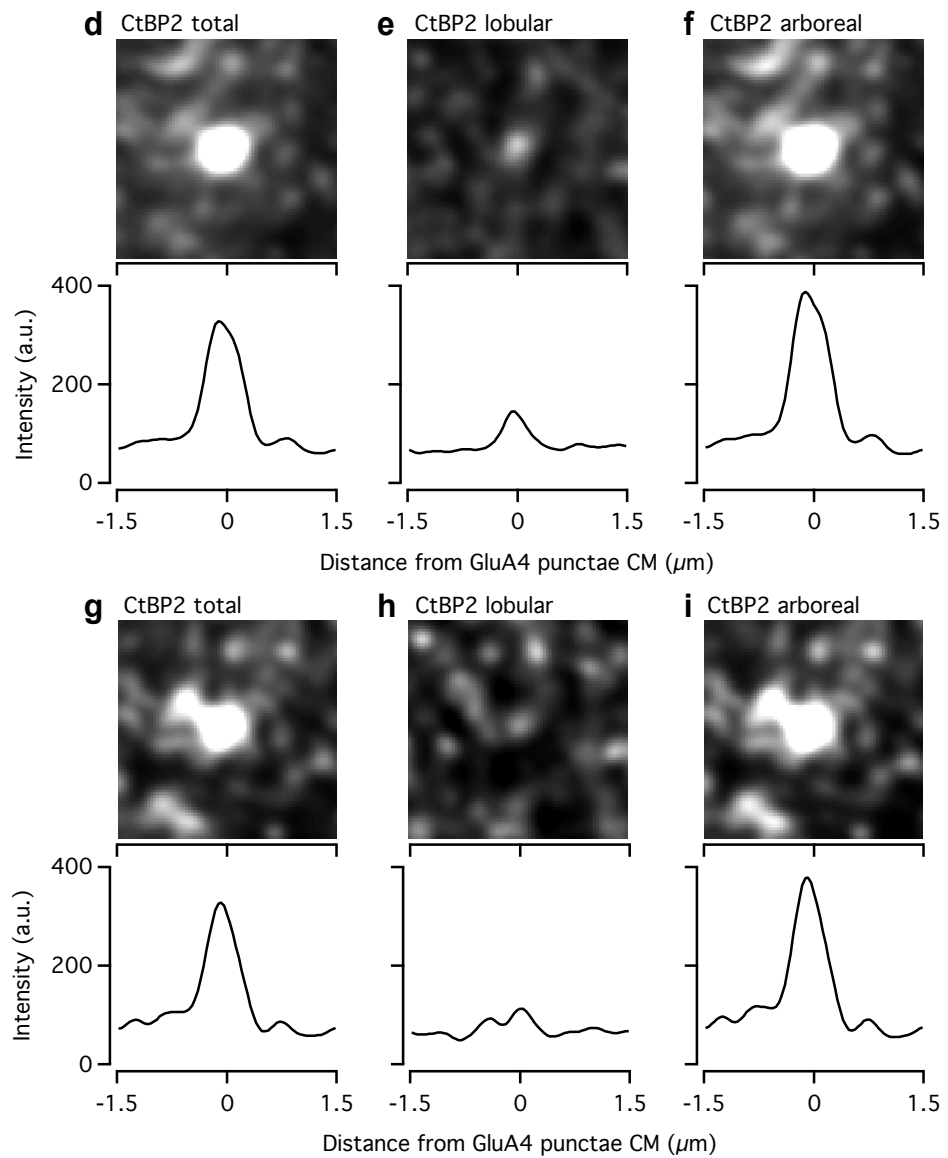 d CtBP2 total e CtBP2 lobular f CtBP2 arboreal
400
200
0
Intensity (a.u.)
-1.5 0 1.5 -1.5 0 1.5 -1.5 0 1.5
Distance from GluA4 punctae CM (µm)
g CtBP2 total h CtBP2 lobular i CtBP2 arboreal
400
200
0
Intensity (a.u.)
-1.5 0 1.5 -1.5 0 1.5 -1.5 0 1.5
Distance from GluA4 punctae CM (µm)